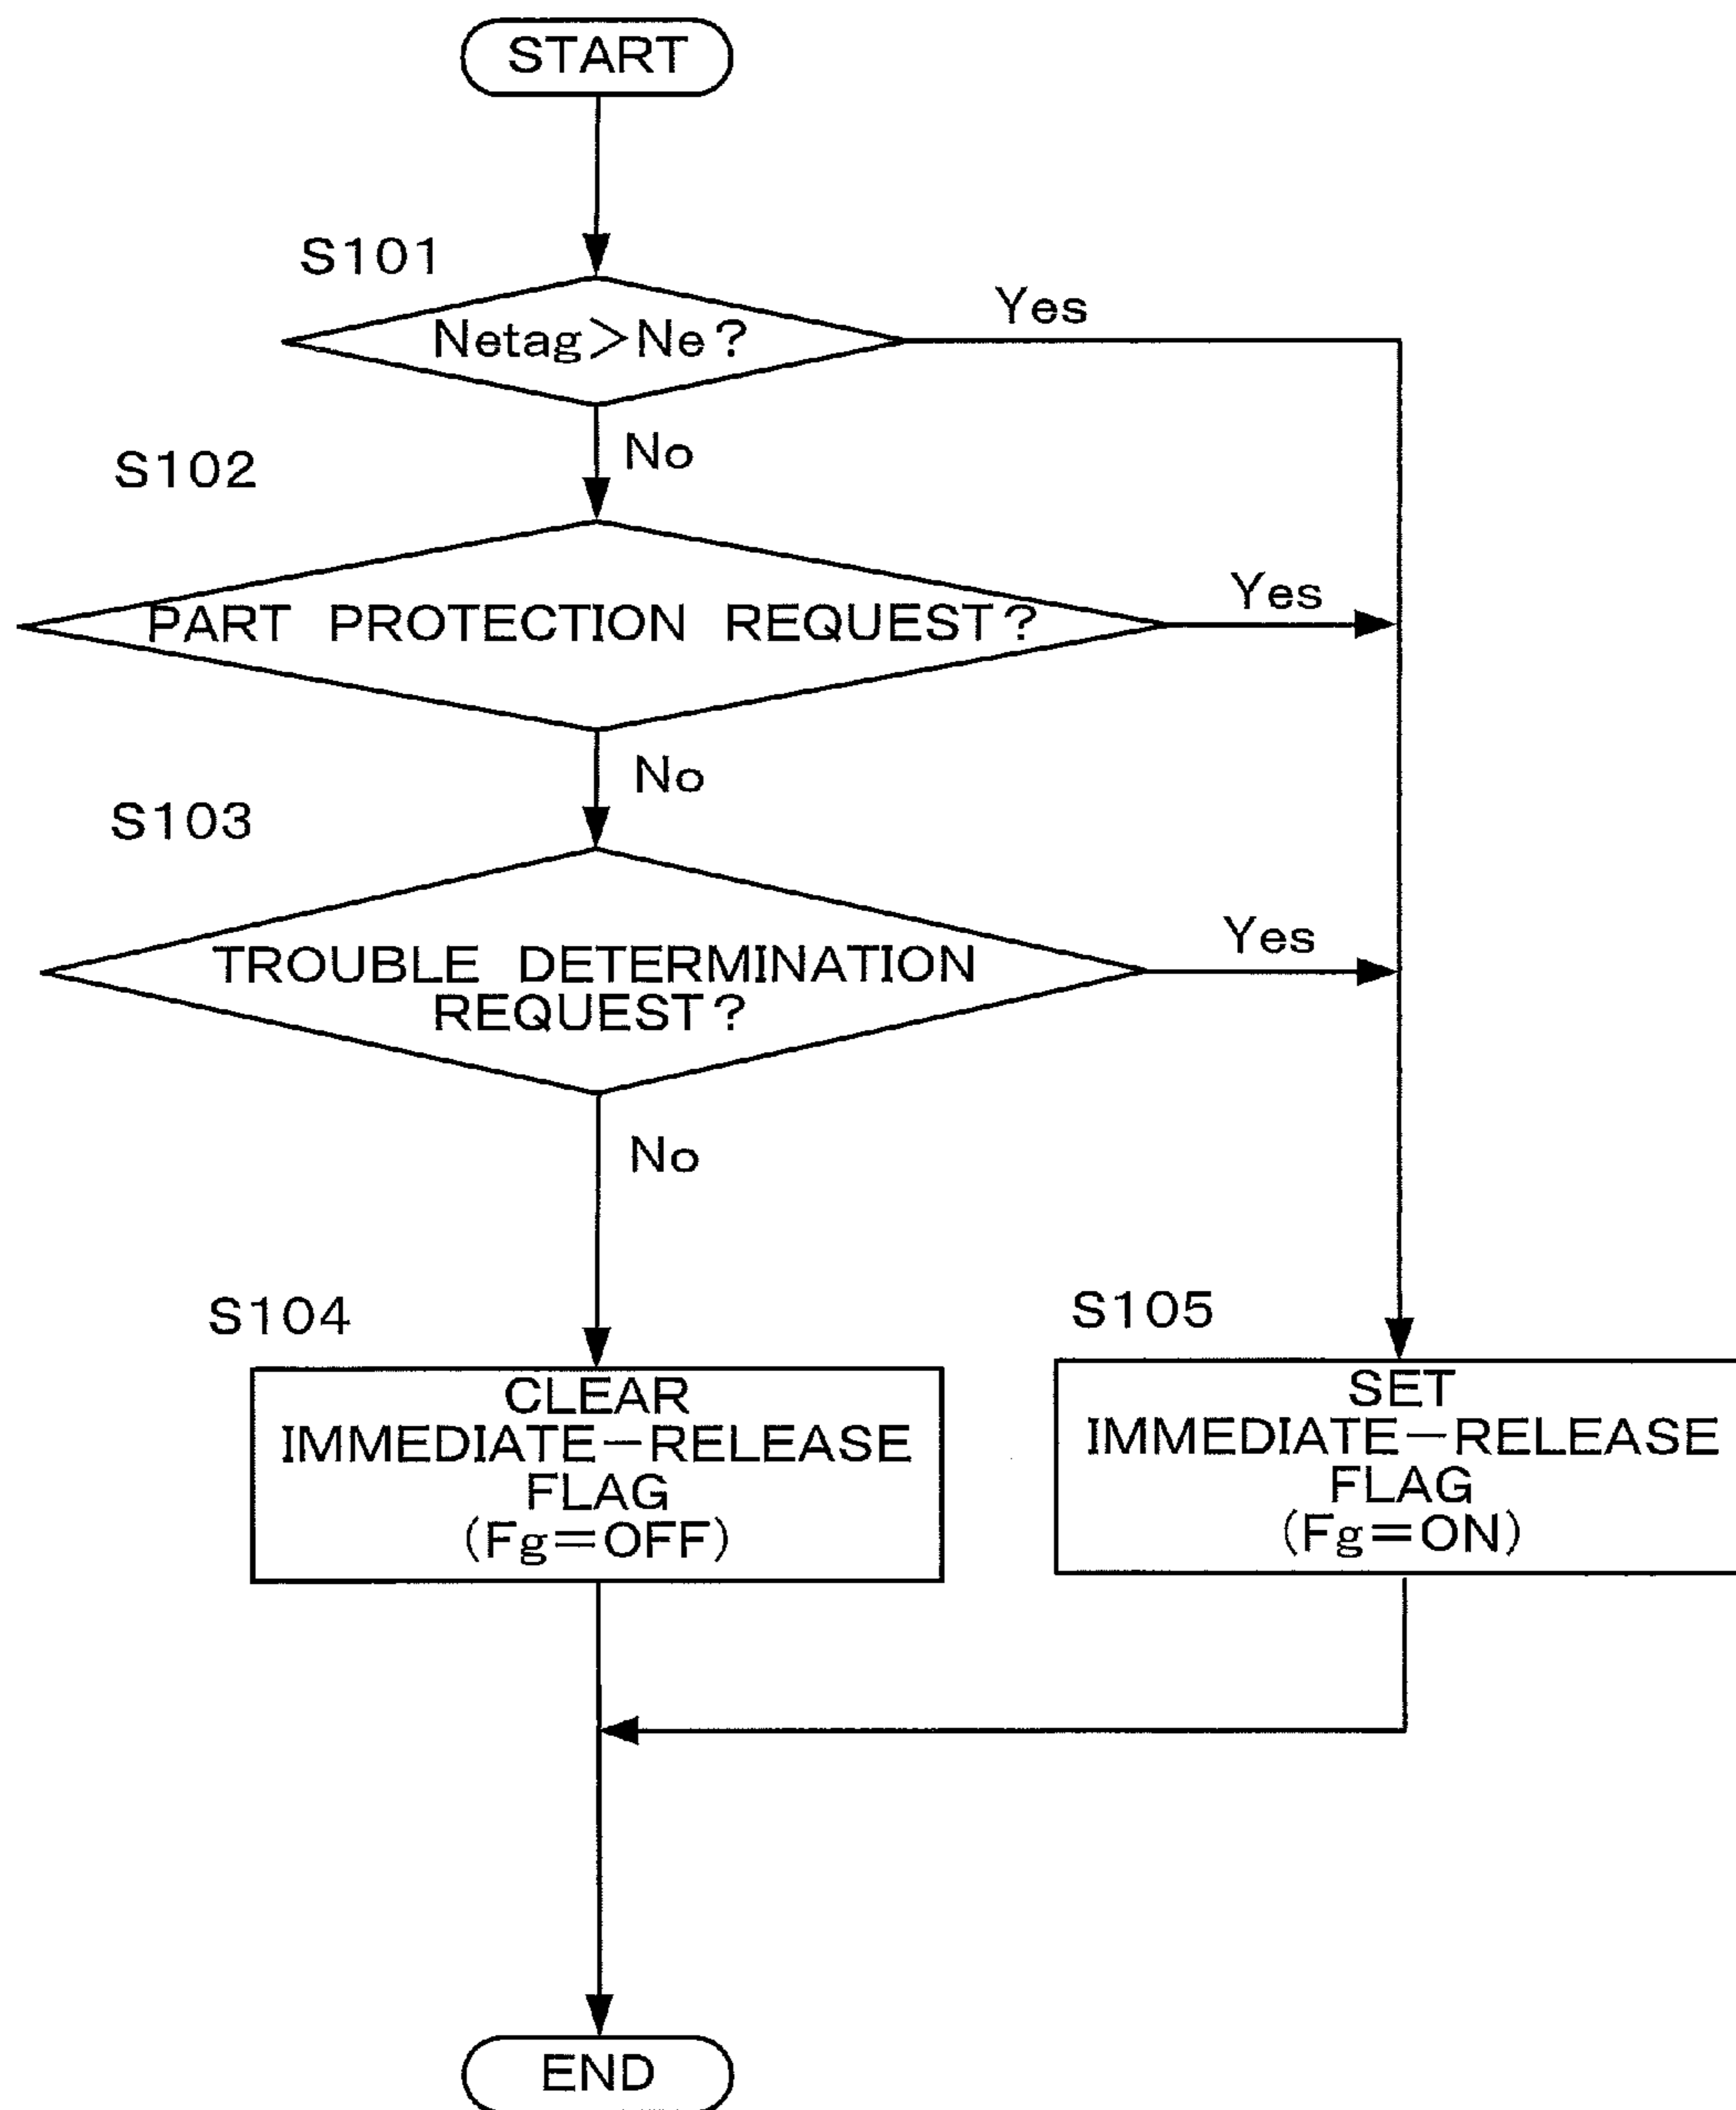 START
S101
Netag>Ne?
Yes
No
S102
PART PROTECTION REQUEST?
Yes
No
S103
TROUBLE DETERMINATION
REQUEST?
Yes
No
S104
CLEAR
IMMEDIATE-RELEASE
FLAG
(Fg=OFF)
S105
SET
IMMEDIATE-RELEASE
FLAG
(Fg=ON)
END